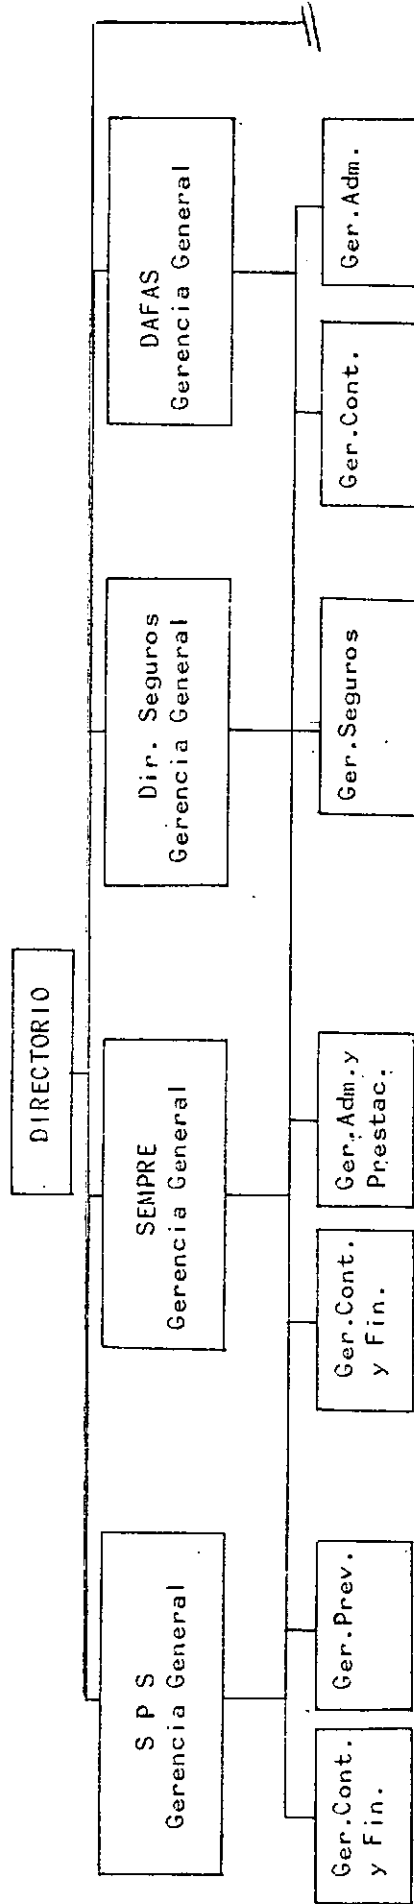 DIRECTORIO
S P S
Gerencia General
SEMPRE
Gerencia General
Dir. Seguros
Gerencia General
DAFAS
Gerencia General
Ger.Cont.
y Fin.
Ger.Prev.
Ger.Cont.
y Fin.
Ger.Adm.y
Prestac.
Ger.Seguros
Ger.Cont.
Ger.Adm.